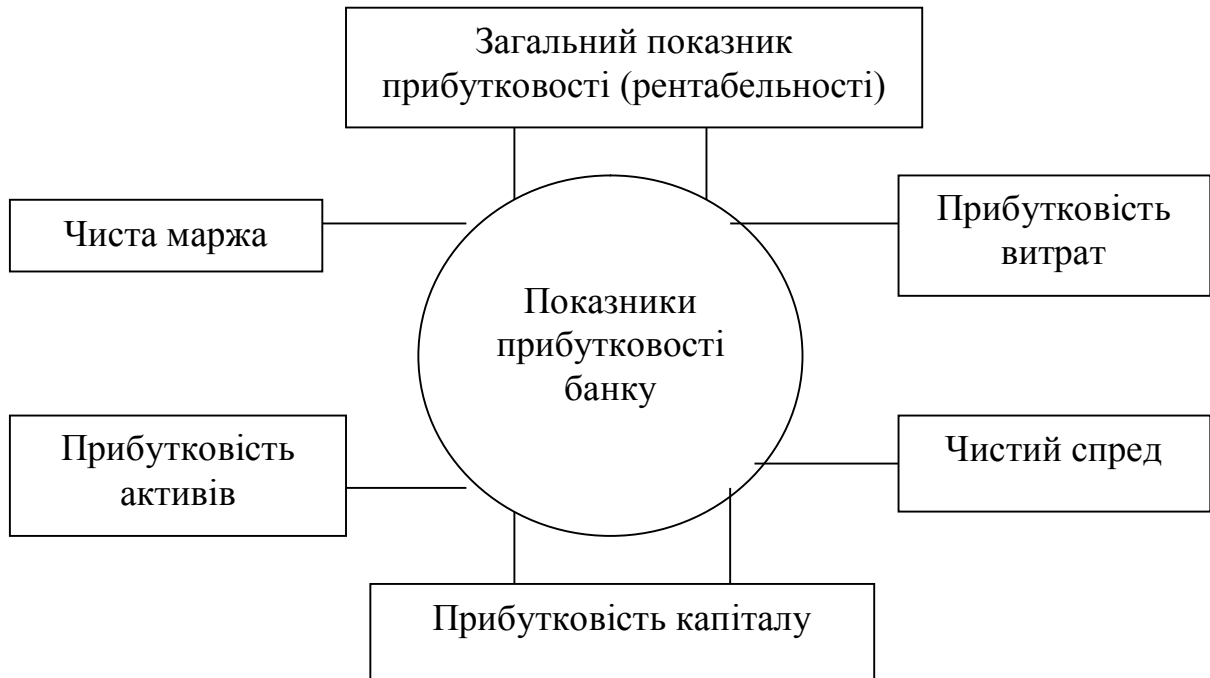 Загальний показник
прибутковості (рентабельності)
Чиста маржа
Прибутковість
витрат
Показники
прибутковості
банку
Прибутковість
активів
Чистий спред
Прибутковість капіталу